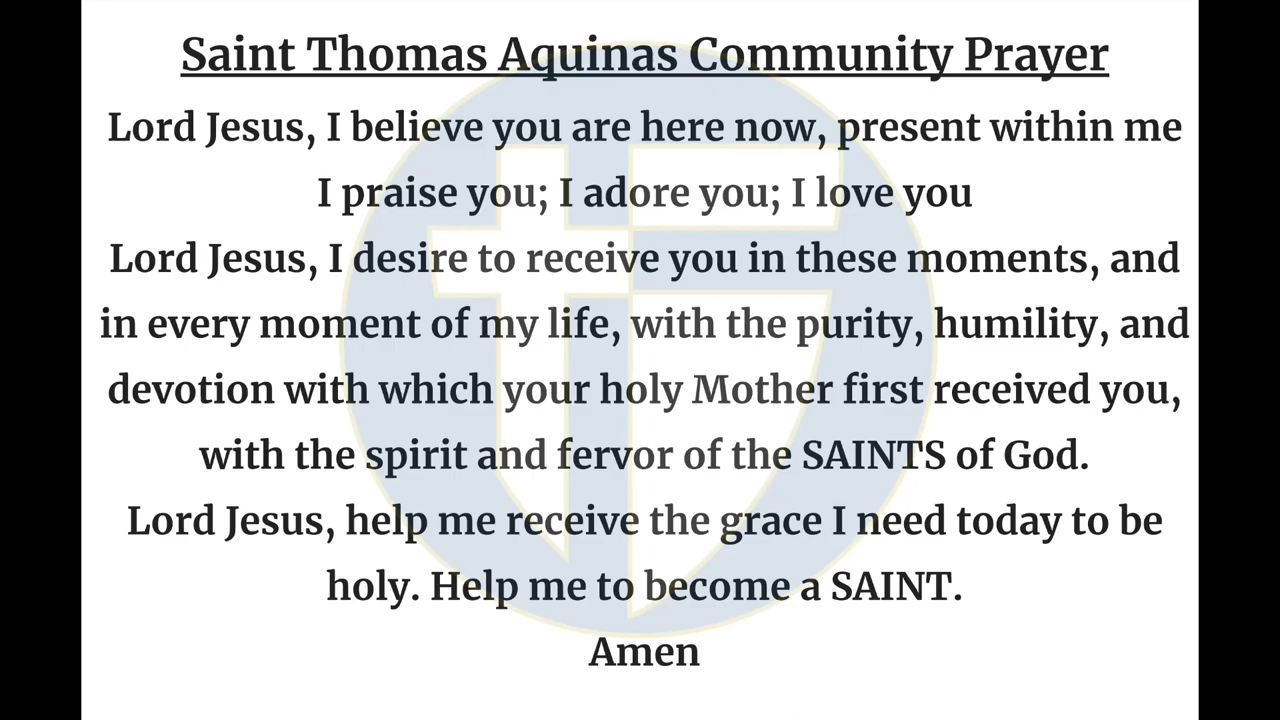 Saint Thomas Aquinas Community Prayer
Lord Jesus, I believe you are here now, present within me
I praise you; I adore you; I love you
Lord Jesus, I desire to receive you in these moments, and
in every moment of my life, with the purity, humility, and
devotion with which your holy Mother first received you,
with the spirit and fervor of the SAINTS of God.
Lord Jesus, help me receive the grace I need today to be
holy. Help me to become a SAINT.
Amen